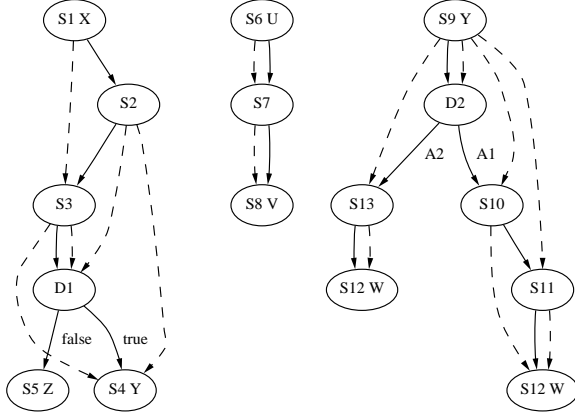 S1 X
S6 U
S9 Y
S2
S7
D2
A2
A1
S3
S8 V
S13
S10
D1
S12 W
S11
false
true
S5 Z
S4 Y
S12 W